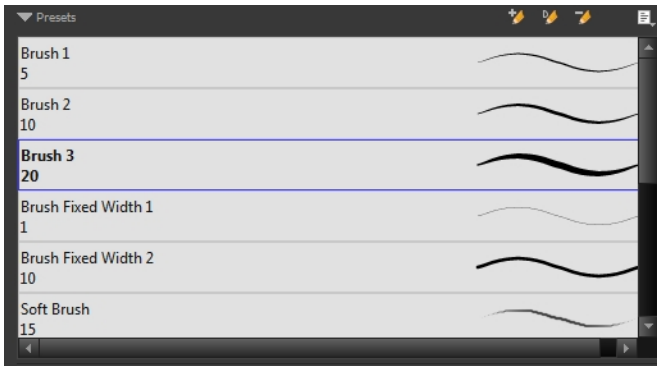 Presets
Brush 1
5
Brush 2
10
Brush 3
20
Brush Fixed Width 1
1
Brush Fixed Width 2
10
Soft Brush
15